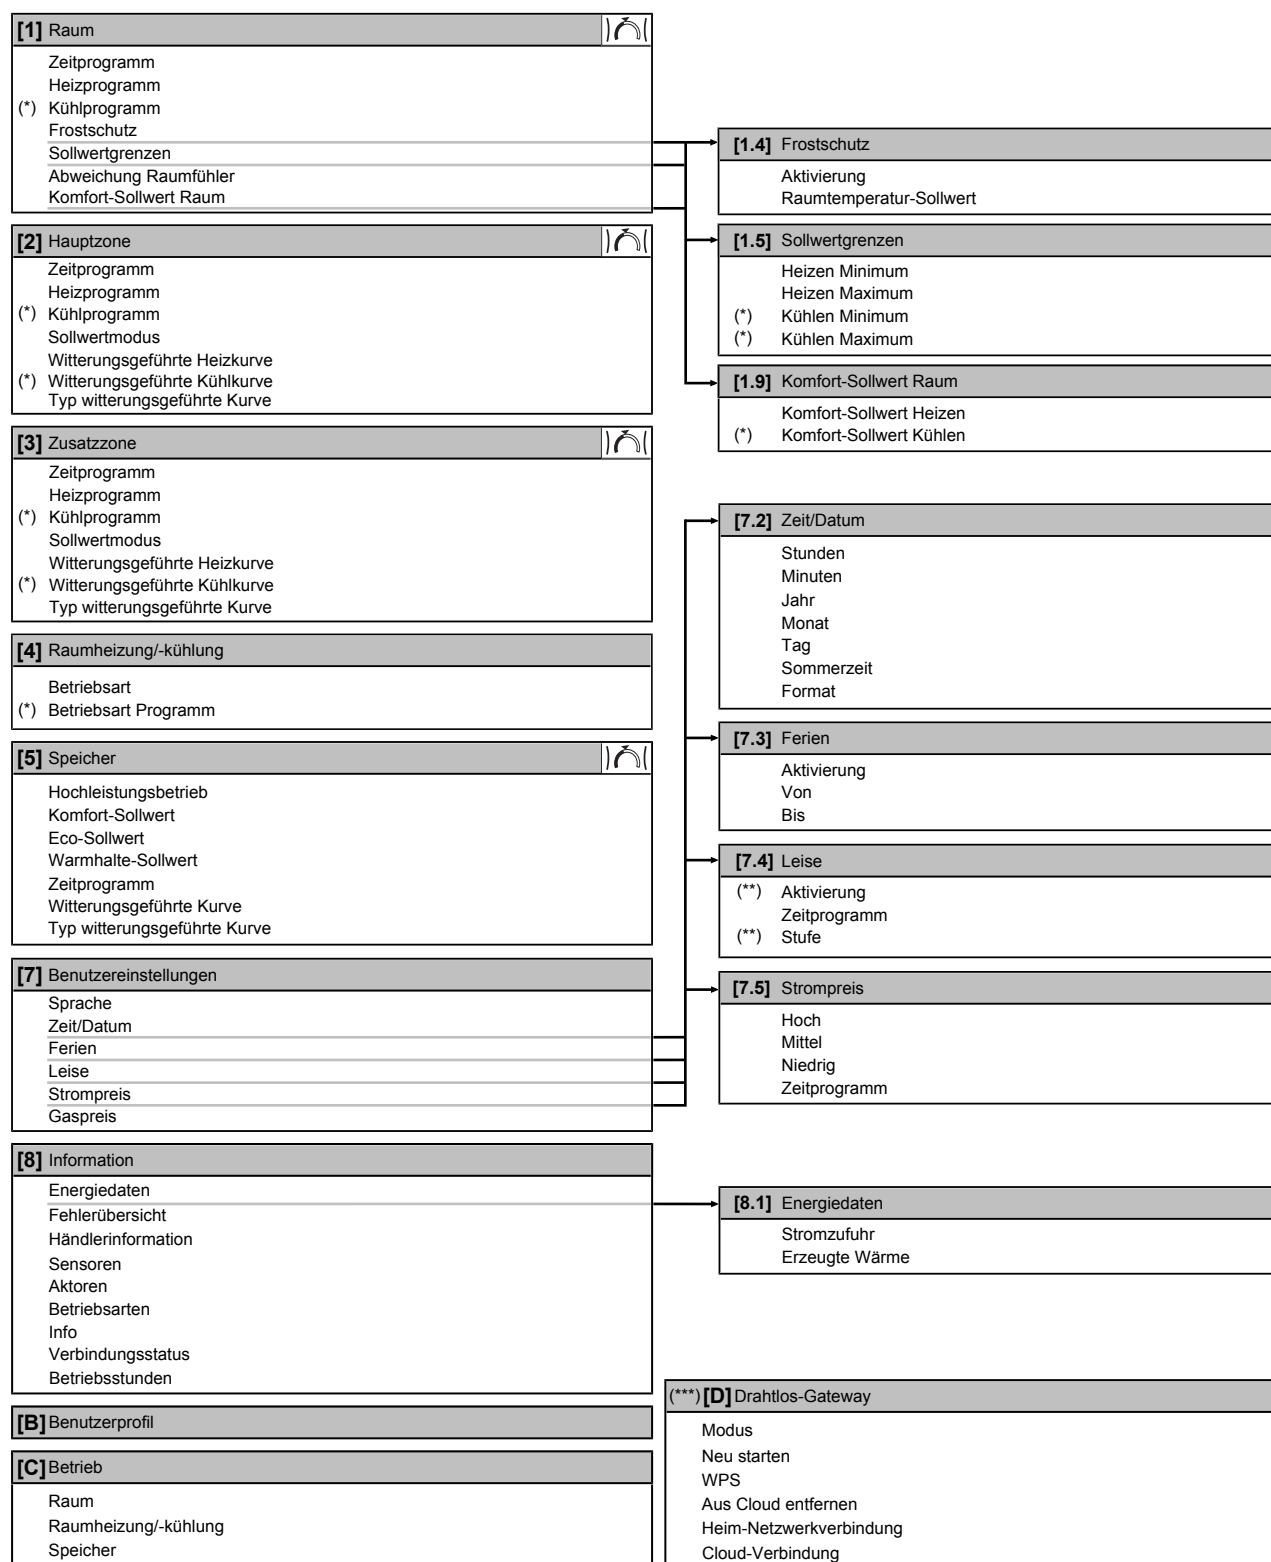 [1] Raum
Zeitprogramm
Heizprogramm
(*) Kühlprogramm
Frostschutz
Sollwertgrenzen
Abweichung Raumfühler
Komfort-Sollwert Raum
[2] Hauptzone
Zeitprogramm
Heizprogramm
(*) Kühlprogramm
Sollwertmodus
Witterungsgeführte Heizkurve
(*) Witterungsgeführte Kühlkurve
Typ witterungsgeführte Kurve
[3] Zusatzzone
Zeitprogramm
Heizprogramm
(*) Kühlprogramm
Sollwertmodus
Witterungsgeführte Heizkurve
(*) Witterungsgeführte Kühlkurve
Typ witterungsgeführte Kurve
[4] Raumheizung/-kühlung
Betriebsart
(*) Betriebsart Programm
[5] Speicher
Hochleistungsbetrieb
Komfort-Sollwert
Eco-Sollwert
Warmhalte-Sollwert
Zeitprogramm
Witterungsgeführte Kurve
Typ witterungsgeführte Kurve
[7] Benutzereinstellungen
Sprache
Zeit/Datum
Ferien
Leise
Strompreis
Gaspreis
[8] Information
Energiedaten
Fehlerübersicht
Händlerinformation
Sensoren
Aktoren
Betriebsarten
Info
Verbindungsstatus
Betriebsstunden
[B] Benutzerprofil
[C] Betrieb
Raum
Raumheizung/-kühlung
Speicher
[1.4] Frostschutz
Aktivierung
Raumtemperatur-Sollwert
[1.5] Sollwertgrenzen
Heizen Minimum
Heizen Maximum
(*) Kühlen Minimum
(*) Kühlen Maximum
[1.9] Komfort-Sollwert Raum
Komfort-Sollwert Heizen
(*) Komfort-Sollwert Kühlen
[7.2] Zeit/Datum
Stunden
Minuten
Jahr
Monat
Tag
Sommerzeit
Format
[7.3] Ferien
Aktivierung
Von
Bis
[7.4] Leise
(**) Aktivierung
Zeitprogramm
(**) Stufe
[7.5] Strompreis
Hoch
Mittel
Niedrig
Zeitprogramm
[8.1] Energiedaten
Stromzufuhr
Erzeugte Wärme
(***) [D] Drahtlos-Gateway
Modus
Neu starten
WPS
Aus Cloud entfernen
Heim-Netzwerkverbindung
Cloud-Verbindung